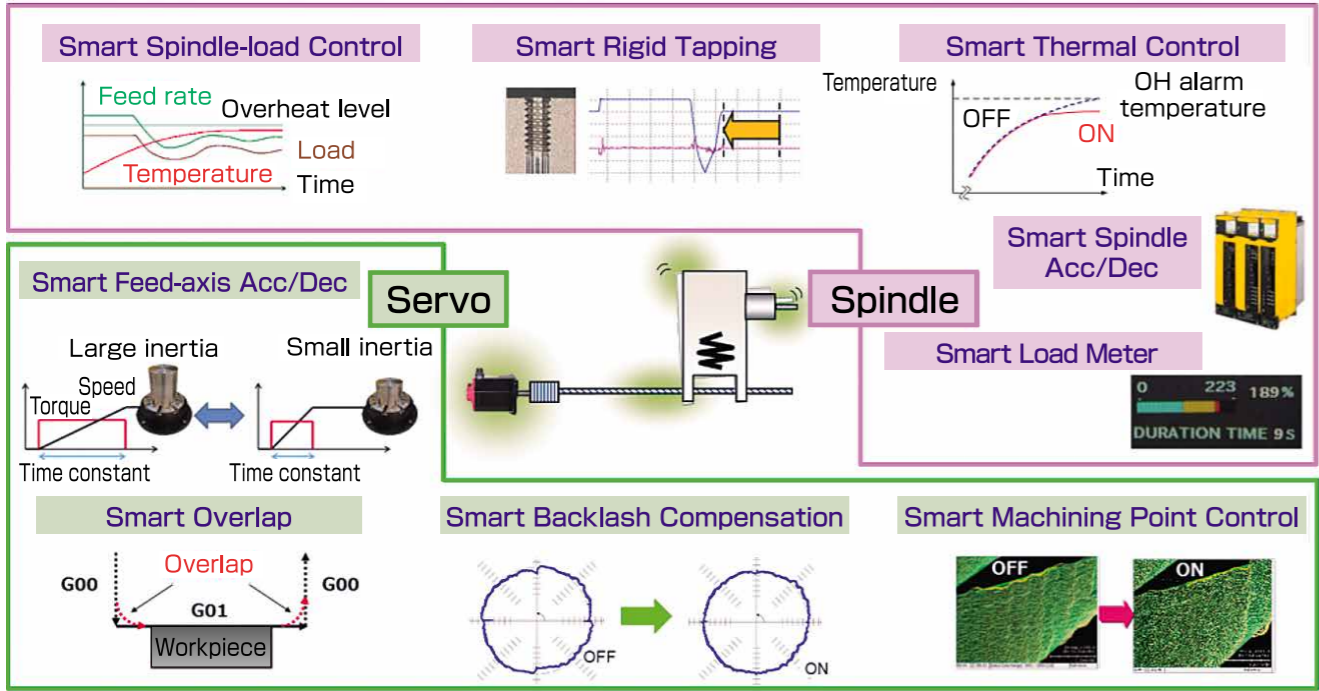 Smart Spindle-load Control
Feed rate
Overheat level
Load
Temperature
Time
Smart Rigid Tapping
Smart Thermal Control
Temperature
OH alarm
temperature
OFF
ON
Time
Smart Spindle
Acc/Dec
Spindle
Smart Load Meter
0 223 189%
DURATION TIME 9S
Servo
Smart Feed-axis Acc/Dec
Large inertia
Small inertia
Speed
Torque
Time constant
Time constant
Smart Overlap
Overlap
G00
G00
G01
Workpiece
Smart Backlash Compensation
OFF
ON
Smart Machining Point Control
OFF
ON